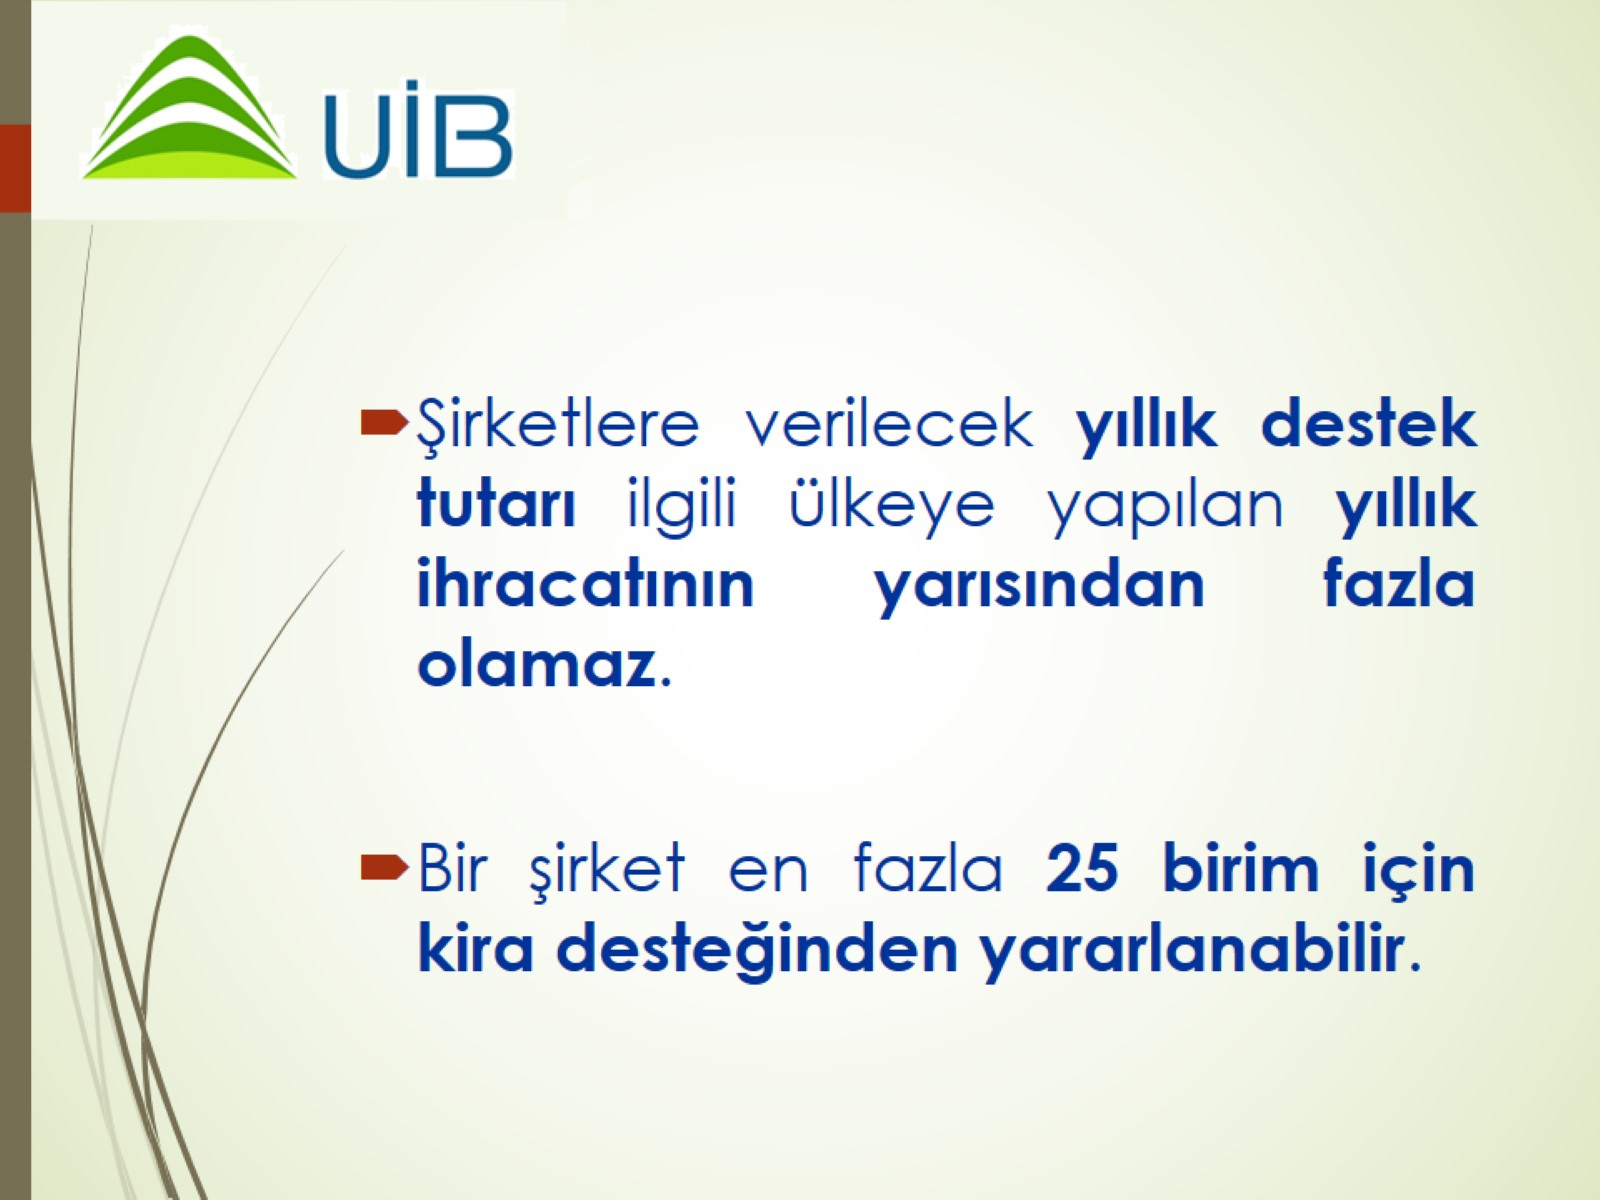 UİB
Şirketlere verilecek yıllık destek
tutarı ilgili ülkeye yapılan yıllık
ihracatının yarısından fazla
olamaz.
Bir şirket en fazla 25 birim için
kira desteğinden yararlanabilir.